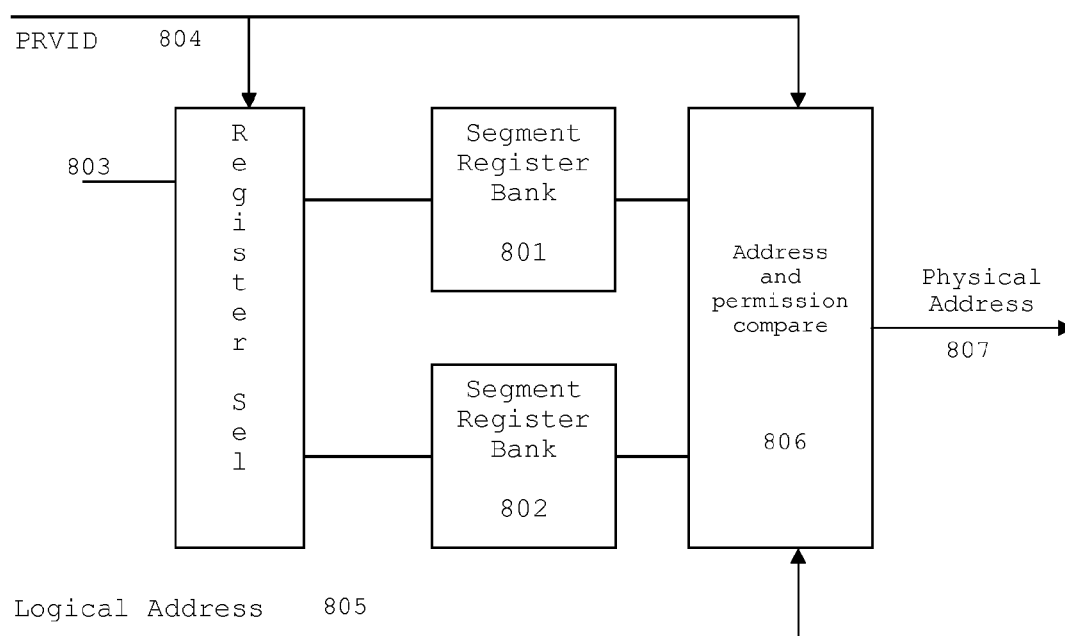 PRVID 804
803
R
e
g
i
s
t
e
r
S
e
l
Segment
Register
Bank
801
Segment
Register
Bank
802
Address
and
permission
compare
806
Physical
Address
807
Logical Address 805